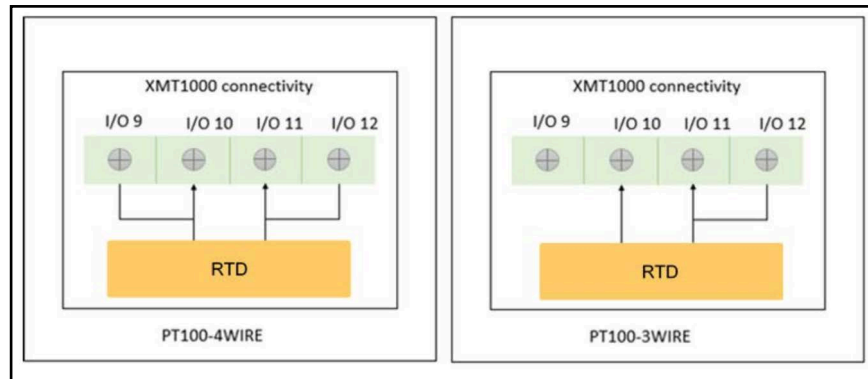 XMT1000 connectivity
I/O 9 I/O 10 I/O 11 I/O 12
RTD
PT100-4WIRE
XMT1000 connectivity
I/O 9 I/O 10 I/O 11 I/O 12
RTD
PT100-3WIRE